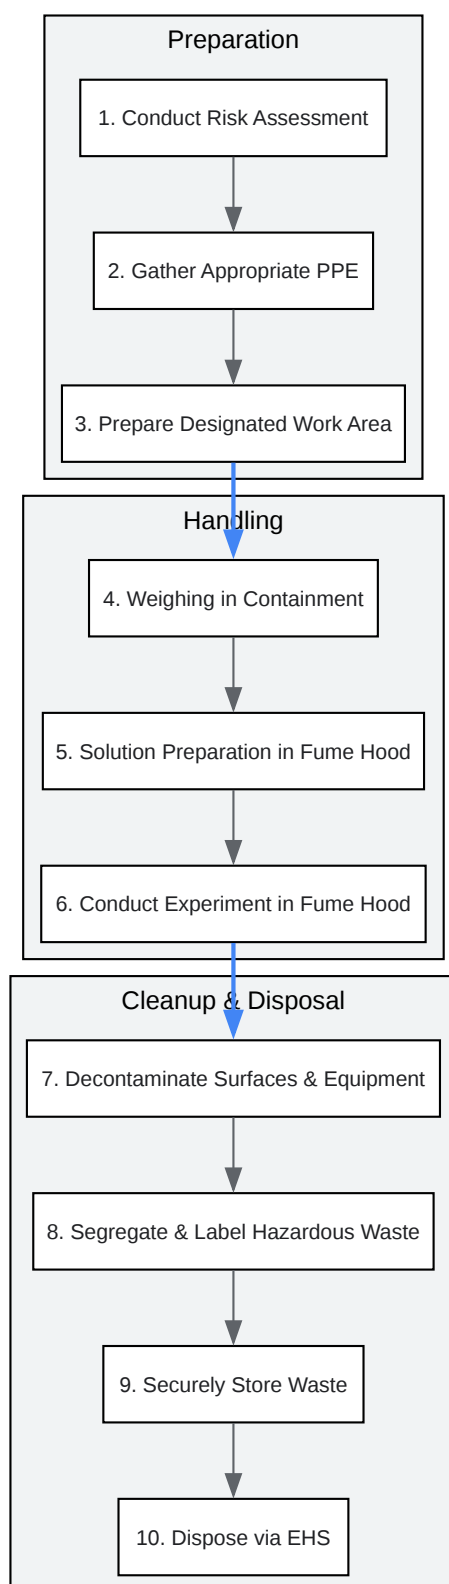 Preparation
1. Conduct Risk Assessment
2. Gather Appropriate PPE
3. Prepare Designated Work Area
Handling
4. Weighing in Containment
5. Solution Preparation in Fume Hood
6. Conduct Experiment in Fume Hood
Cleanup & Disposal
7. Decontaminate Surfaces & Equipment
8. Segregate & Label Hazardous Waste
9. Securely Store Waste
10. Dispose via EHS